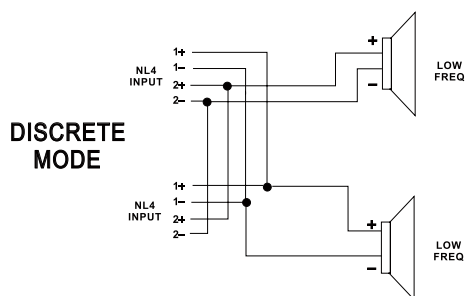 1+
1−
2+
2−
NL4
INPUT
+
−
LOW
FREQ
DISCRETE
MODE
1+
1−
2+
2−
NL4
INPUT
+
−
LOW
FREQ